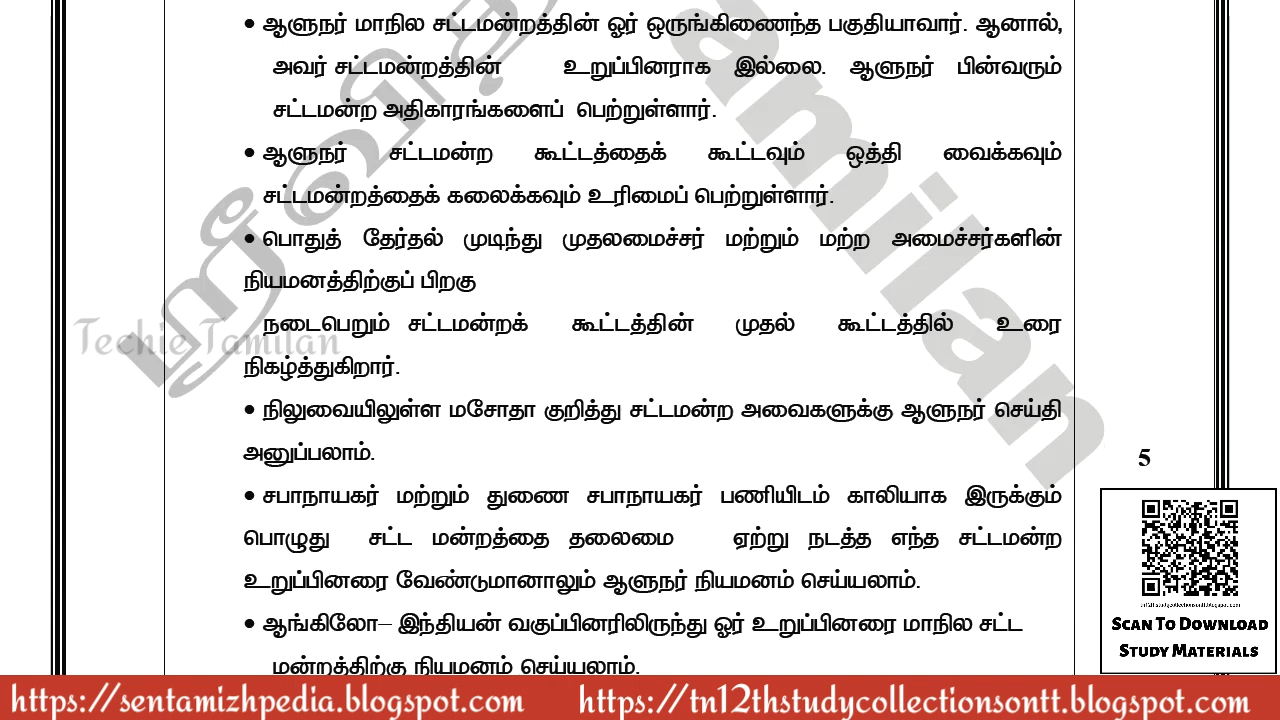 • ஆளுநர் மாநில சட்டமன்றத்தின் ஓர் ஒருங்கிணைந்த பகுதியாவார். ஆனால்,
அவர் சட்டமன்றத்தின் உறுப்பினராக இல்லை. ஆளுநர் பின்வரும்
சட்டமன்ற அதிகாரங்களைப் பெற்றுள்ளார்.
• ஆளுநர் சட்டமன்ற கூட்டத்தைக் கூட்டவும் ஒத்தி வைக்கவும்
சட்டமன்றத்தைக் கலைக்கவும் உரிமைப் பெற்றுள்ளார்.
• பொதுத் தேர்தல் முடிந்து முதலமைச்சர் மற்றும் மற்ற அமைச்சர்களின்
நியமனத்திற்குப் பிறகு
நடைபெறும் சட்டமன்றக் கூட்டத்தின் முதல் கூட்டத்தில் உரை
நிகழ்த்துகிறார்.
• நிலுவையிலுள்ள மசோதா குறித்து சட்டமன்ற அவைகளுக்கு ஆளுநர் செய்தி
அனுப்பலாம்.
• சபாநாயகர் மற்றும் துணை சபாநாயகர் பணியிடம் காலியாக இருக்கும்
பொழுது சட்ட மன்றத்தை தலைமை ஏற்று நடத்த எந்த சட்டமன்ற
உறுப்பினரை வேண்டுமானாலும் ஆளுநர் நியமனம் செய்யலாம்.
• ஆங்கிலோ– இந்தியன் வகுப்பினரிலிருந்து ஓர் உறுப்பினரை மாநில சட்ட
மன்றத்திற்கு நியமனம் செய்யலாம்.
Techie Tamilan
amilan
5
tn12thstudycollectionsontt.blogspot.com
SCAN TO DOWNLOAD
STUDY MATERIALS
https://sentamizhpedia.blogspot.com
https://tn12thstudycollectionsontt.blogspot.com